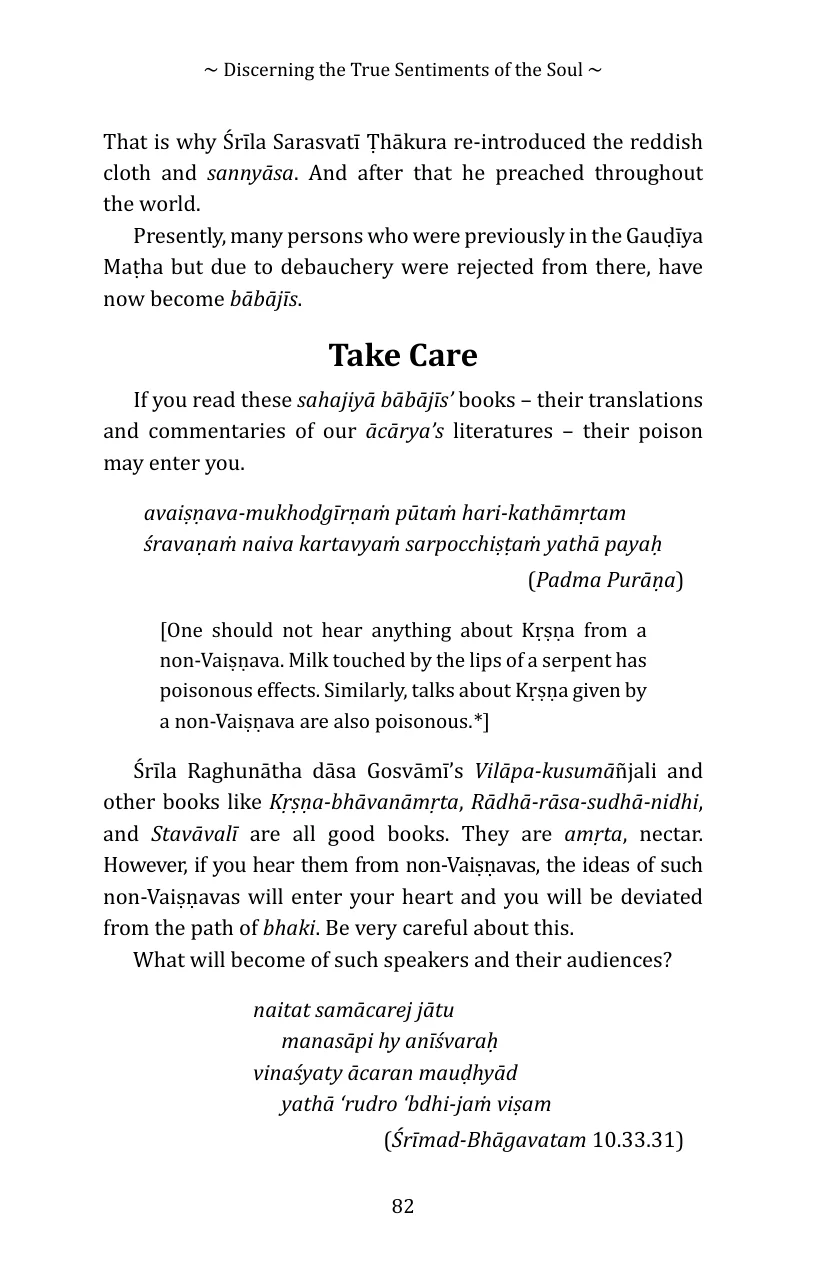 ~ Discerning the True Sentiments of the Soul ~
That is why Śrīla Sarasvatī Ṭhākura re-introduced the reddish
cloth and sannyāsa. And after that he preached throughout
the world.
Presently, many persons who were previously in the Gauḍīya
Maṭha but due to debauchery were rejected from there, have
now become bābājīs.
Take Care
If you read these sahajiyā bābājīs’ books – their translations
and commentaries of our ācārya’s literatures – their poison
may enter you.
avaiṣṇava-mukhodgīrṇaṁ pūtaṁ hari-kathāmṛtam
śravaṇaṁ naiva kartavyaṁ sarpocchiṣṭaṁ yathā payaḥ
(Padma Purāṇa)
[One should not hear anything about Kṛṣṇa from a
non-Vaiṣṇava. Milk touched by the lips of a serpent has
poisonous effects. Similarly, talks about Kṛṣṇa given by
a non-Vaiṣṇava are also poisonous.*]
Śrīla Raghunātha dāsa Gosvāmī’s Vilāpa-kusumāñjali and
other books like Kṛṣṇa-bhāvanāmṛta, Rādhā-rāsa-sudhā-nidhi,
and Stavāvalī are all good books. They are amṛta, nectar.
However, if you hear them from non-Vaiṣṇavas, the ideas of such
non-Vaiṣṇavas will enter your heart and you will be deviated
from the path of bhaki. Be very careful about this.
What will become of such speakers and their audiences?
naitat samācarej jātu
manasāpi hy anīśvaraḥ
vinaśyaty ācaran mauḍhyād
yathā ‘rudro ‘bdhi-jaṁ viṣam
(Śrīmad-Bhāgavatam 10.33.31)
82